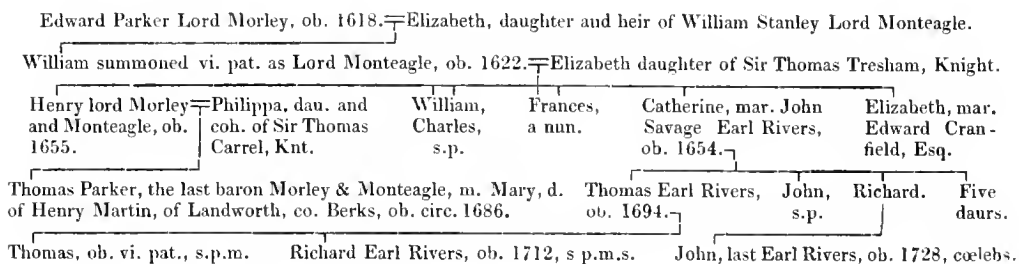 Edward Parker Lord Morley, ob. 1618.=Elizabeth, daughter and heir of William Stanley Lord Monteagle.
William summoned vi. pat. as Lord Monteagle, ob. 1622.=Elizabeth daughter of Sir Thomas Tresham, Knight.
Henry lord Morley=Philippa, dau. and
and Monteagle, ob. coh. of Sir Thomas
1655. Carrel, Knt.
William,
Charles,
s.p.
Frances,
a nun.
Catherine, mar. John
Savage Earl Rivers,
ob. 1654.
Elizabeth, mar.
Edward Cran-
field, Esq.
Thomas Parker, the last baron Morley & Monteagle, m. Mary, d.
of Henry Martin, of Landworth, co. Berks, ob. circ. 1686.
Thomas Earl Rivers,
ob. 1694.
John,
s.p.
Richard.
Five
daurs.
Thomas, ob. vi. pat., s.p.m. Richard Earl Rivers, ob. 1712, s p.m.s. John, last Earl Rivers, ob. 1728, cœlebs.